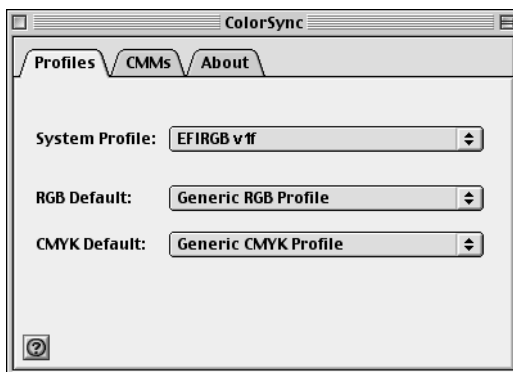 ColorSync
Profiles CMMs About
System Profile: EFIRGB v1f
RGB Default: Generic RGB Profile
CMYK Default: Generic CMYK Profile
?